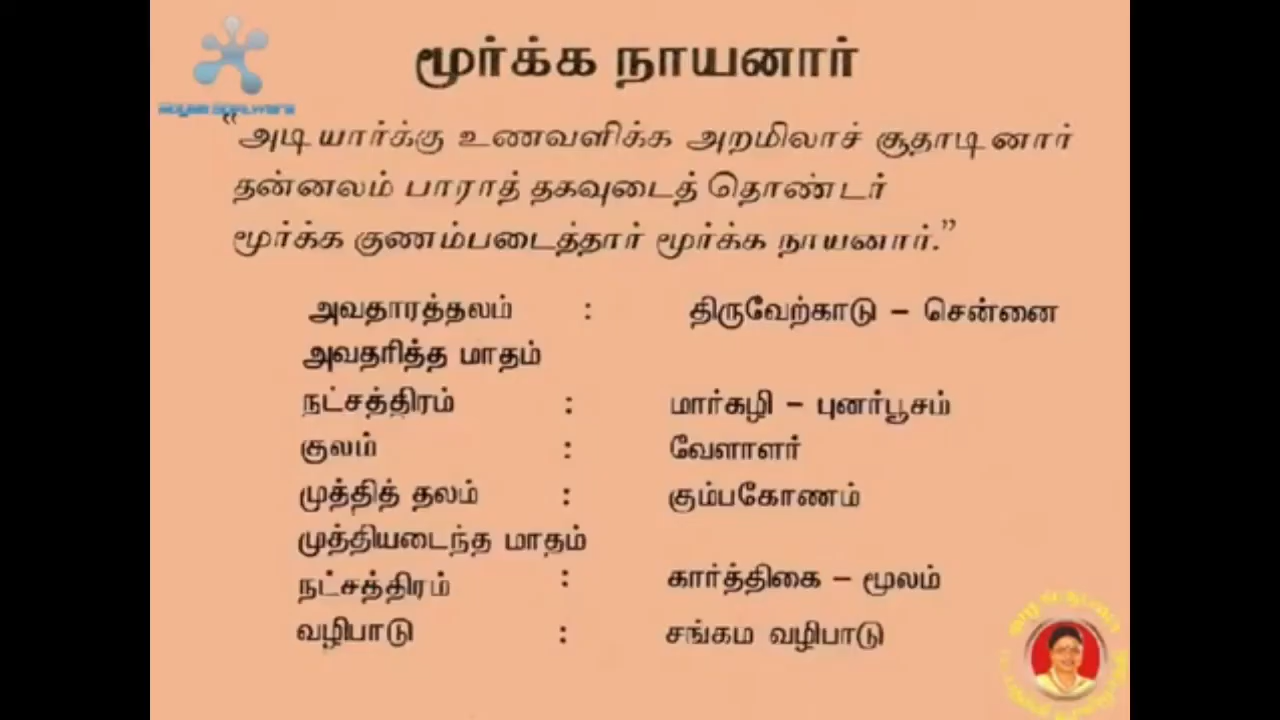 மூர்க்க நாயனார்
“அடியார்க்கு உணவளிக்க அறமிலாச் சூதாடினார்
தன்னலம் பாராத் தகவுடைத் தொண்டர்
மூர்க்க குணம்படைத்தார் மூர்க்க நாயனார்.”
அவதாரத்தலம் : திருவேற்காடு – சென்னை
அவதரித்த மாதம்
நட்சத்திரம் : மார்கழி – புனர்பூசம்
குலம் : வேளாளர்
முத்தித் தலம் : கும்பகோணம்
முத்தியடைந்த மாதம்
நட்சத்திரம் : கார்த்திகை – மூலம்
வழிபாடு : சங்கம வழிபாடு